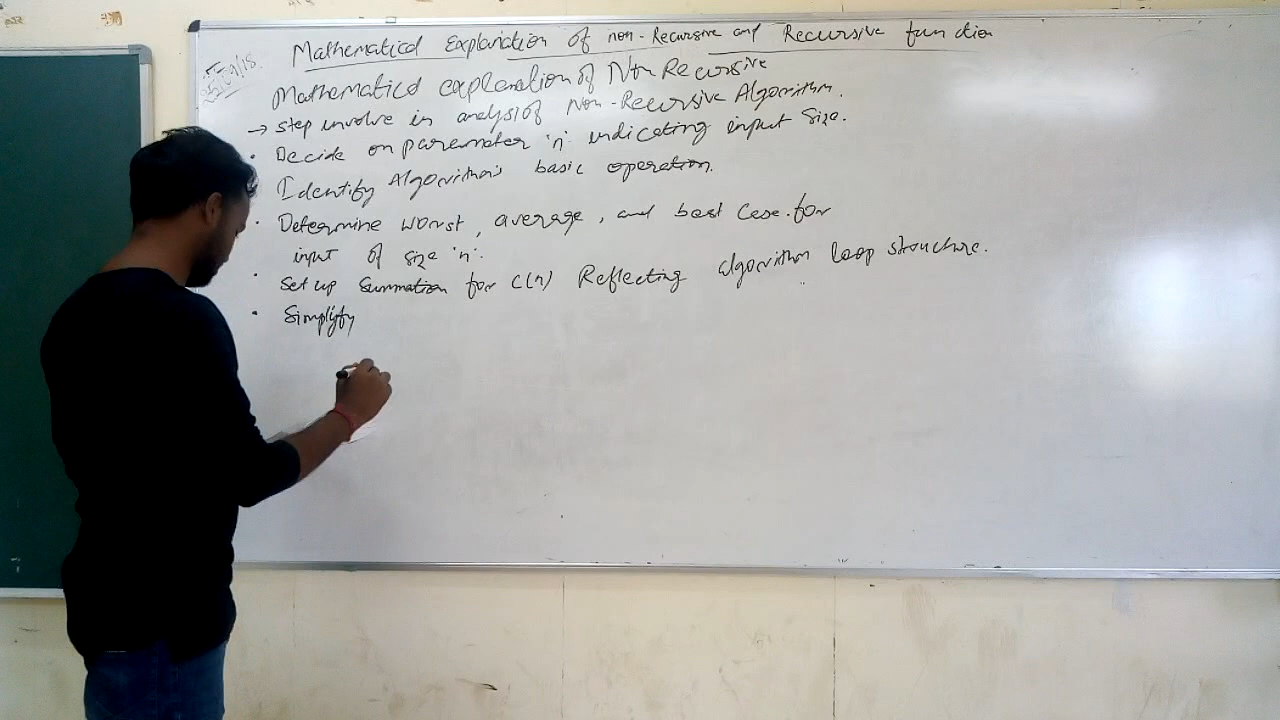 Mathematical Explanation of non-Recursive and Recursive function
Mathematical explanation of Non Recursive
→ step involve in analysis of Non-Recursive Algorithm.
• Decide on parameter 'n' indicating input size.
Identify Algorithm's basic operation.
• Determine worst, average, and best case for
input of size 'n'.
• Set up Summation for C(n) Reflecting algorithm loop structure.
• Simplify